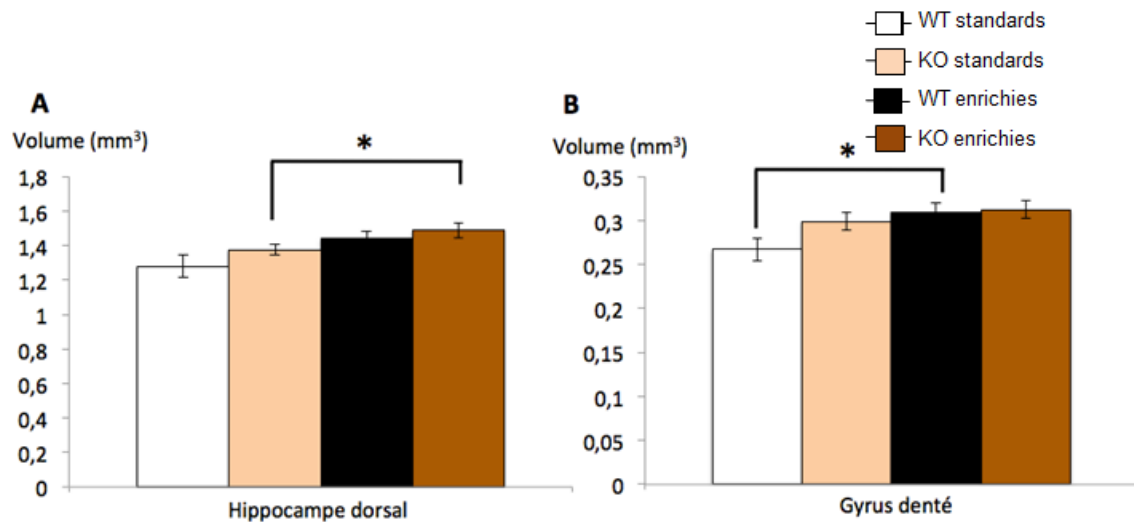 WT standards
KO standards
WT enrichies
KO enrichies
A
Volume (mm³)
*
1,8
1,6
1,4
1,2
1
0,8
0,6
0,4
0,2
0
Hippocampe dorsal
B
Volume (mm³)
*
0,35
0,3
0,25
0,2
0,15
0,1
0,05
0
Gyrus denté